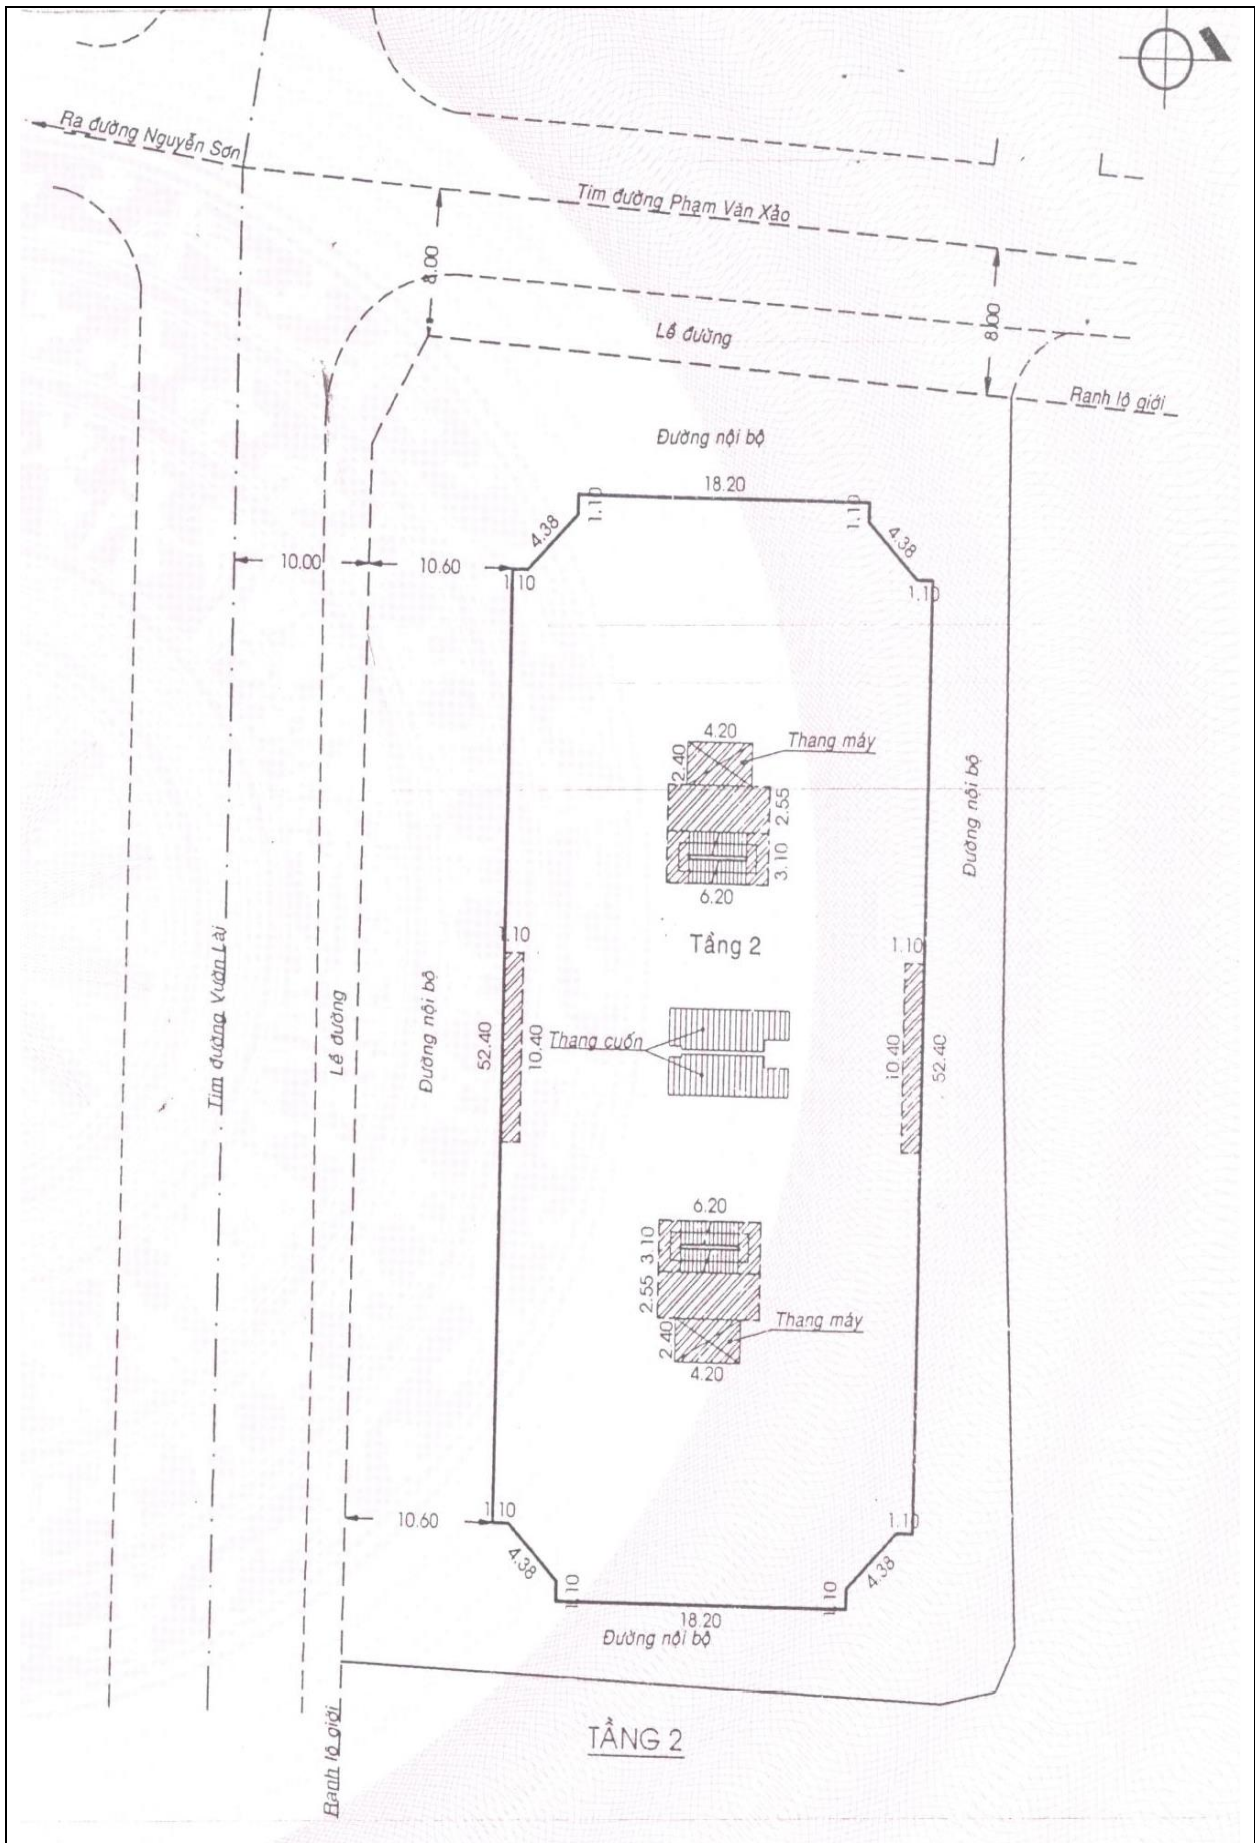 Ra đường Nguyễn Sơn
Tim đường Phạm Văn Xảo
8.00
8.00
Lề đường
Ranh lộ giới
Đường nội bộ
18.20
1.10
1.10
4.38
4.38
10.00
10.60
1.10
1.10
4.20
Thang máy
2.40
2.55
3.10
6.20
Đường nội bộ
1.10
Tầng 2
1.10
Tim đường Vườn Lài
Lề đường
Đường nội bộ
52.40
10.40
Thang cuốn
10.40
52.40
6.20
3.10
2.55
2.40
Thang máy
4.20
10.60
1.10
1.10
4.38
4.38
1.10
1.10
18.20
Đường nội bộ
Ranh lộ giới
TẦNG 2